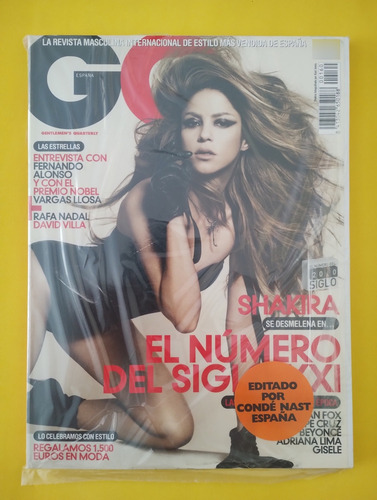 LA REVISTA MASCULINA INTERNACIONAL DE ESTILO MÁS VENDIDA DE ESPAÑA
GQ
ESPAÑA
GENTLEMEN'S QUARTERLY
LAS ESTRELLAS
ENTREVISTA CON
FERNANDO
ALONSO
Y CON EL
PREMIO NOBEL
VARGAS LLOSA
RAFA NADAL
DAVID VILLA
SIGLO
SHAKIRA
SE DESMELENA EN...
EL NÚMERO
DEL SIGLO XXI
EDITADO
POR
CONDÉ NAST
ESPAÑA
FOX
CRUZ
BEYONCÉ
ADRIANA LIMA
GISELE
LO CELEBRAMOS CON ESTILO
REGALAMOS 1.500
EUROS EN MODA